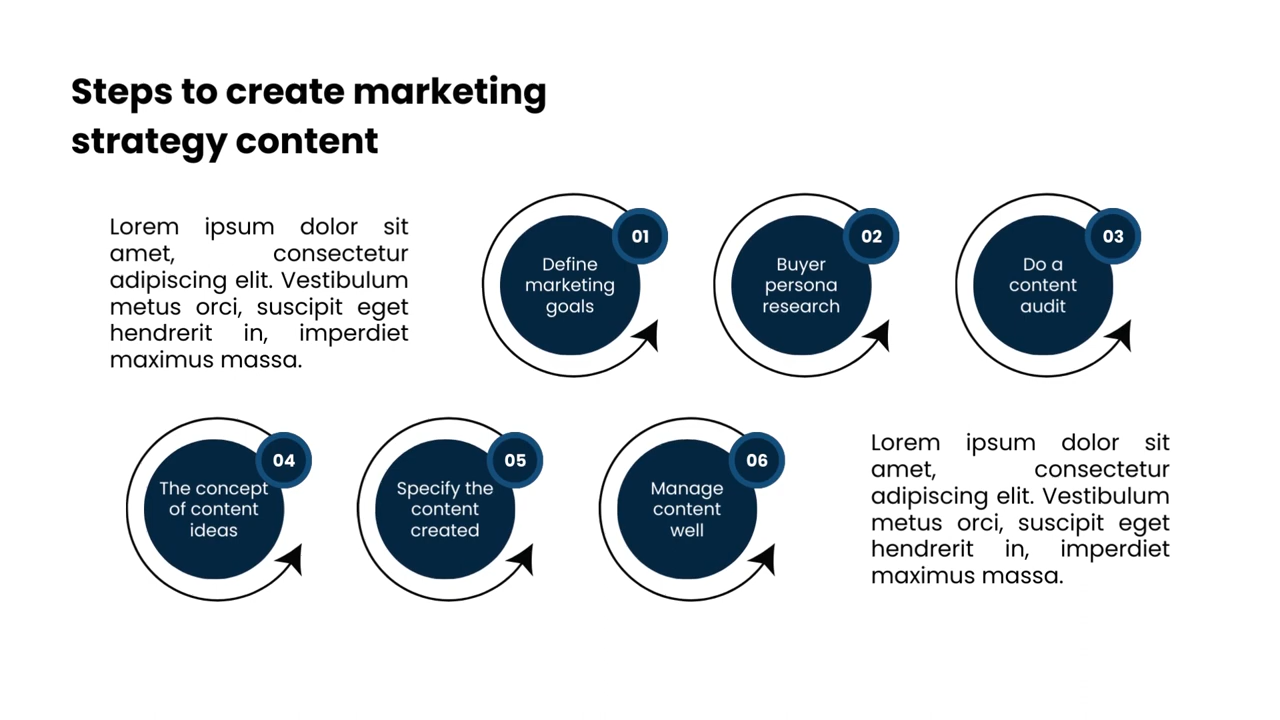 Steps to create marketing
strategy content
Lorem ipsum dolor sit
amet, consectetur
adipiscing elit. Vestibulum
metus orci, suscipit eget
hendrerit in, imperdiet
maximus massa.
01
Define
marketing
goals
02
Buyer
persona
research
03
Do a
content
audit
04
The concept
of content
ideas
05
Specify the
content
created
06
Manage
content
well
Lorem ipsum dolor sit
amet, consectetur
adipiscing elit. Vestibulum
metus orci, suscipit eget
hendrerit in, imperdiet
maximus massa.